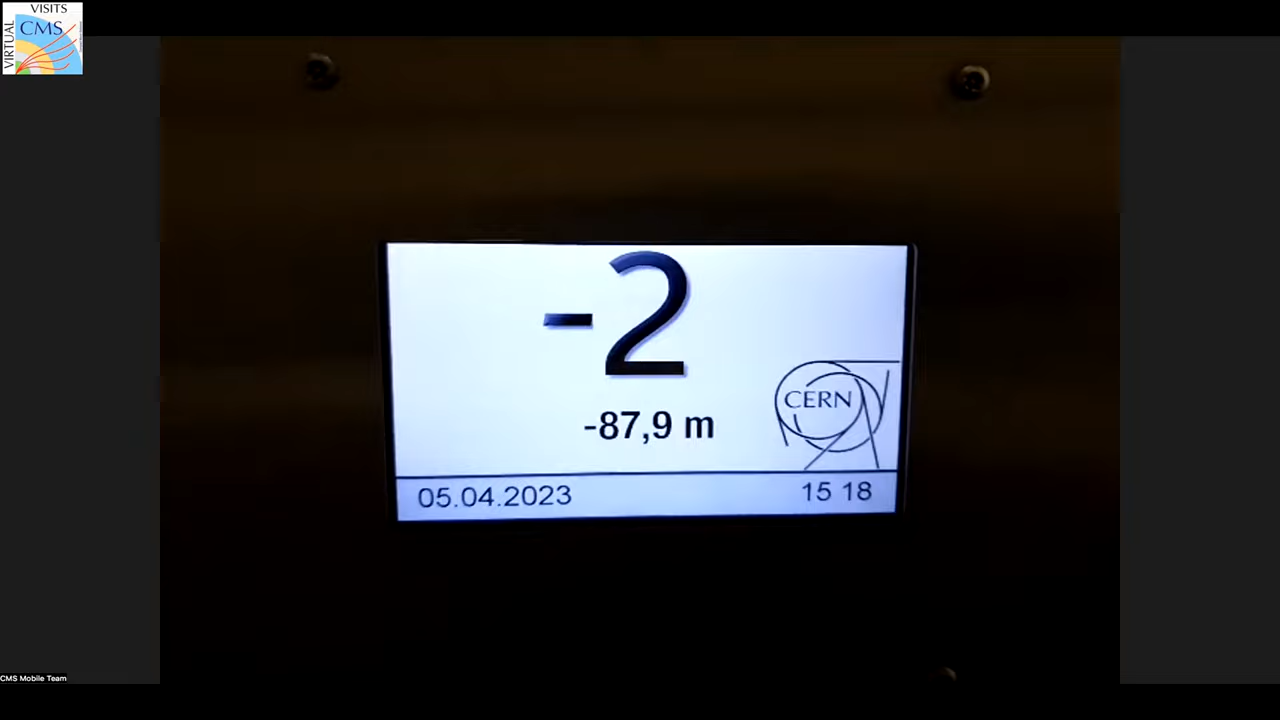 VISITS
CMS
VIRTUAL
-2
-87,9 m
CERN
05.04.2023
15 18
CMS Mobile Team